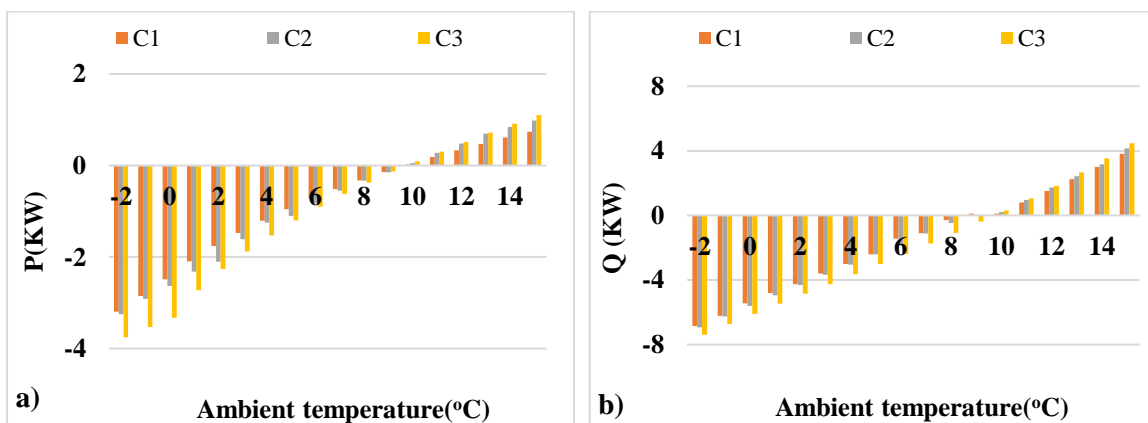 C1 C2 C3
2
0
-2
-4
P(KW)
-2 0 2 4 6 8 10 12 14
a)
Ambient temperature(°C)
C1 C2 C3
8
4
0
-4
-8
Q (KW)
-2 0 2 4 6 8 10 12 14
b)
Ambient temperature(°C)